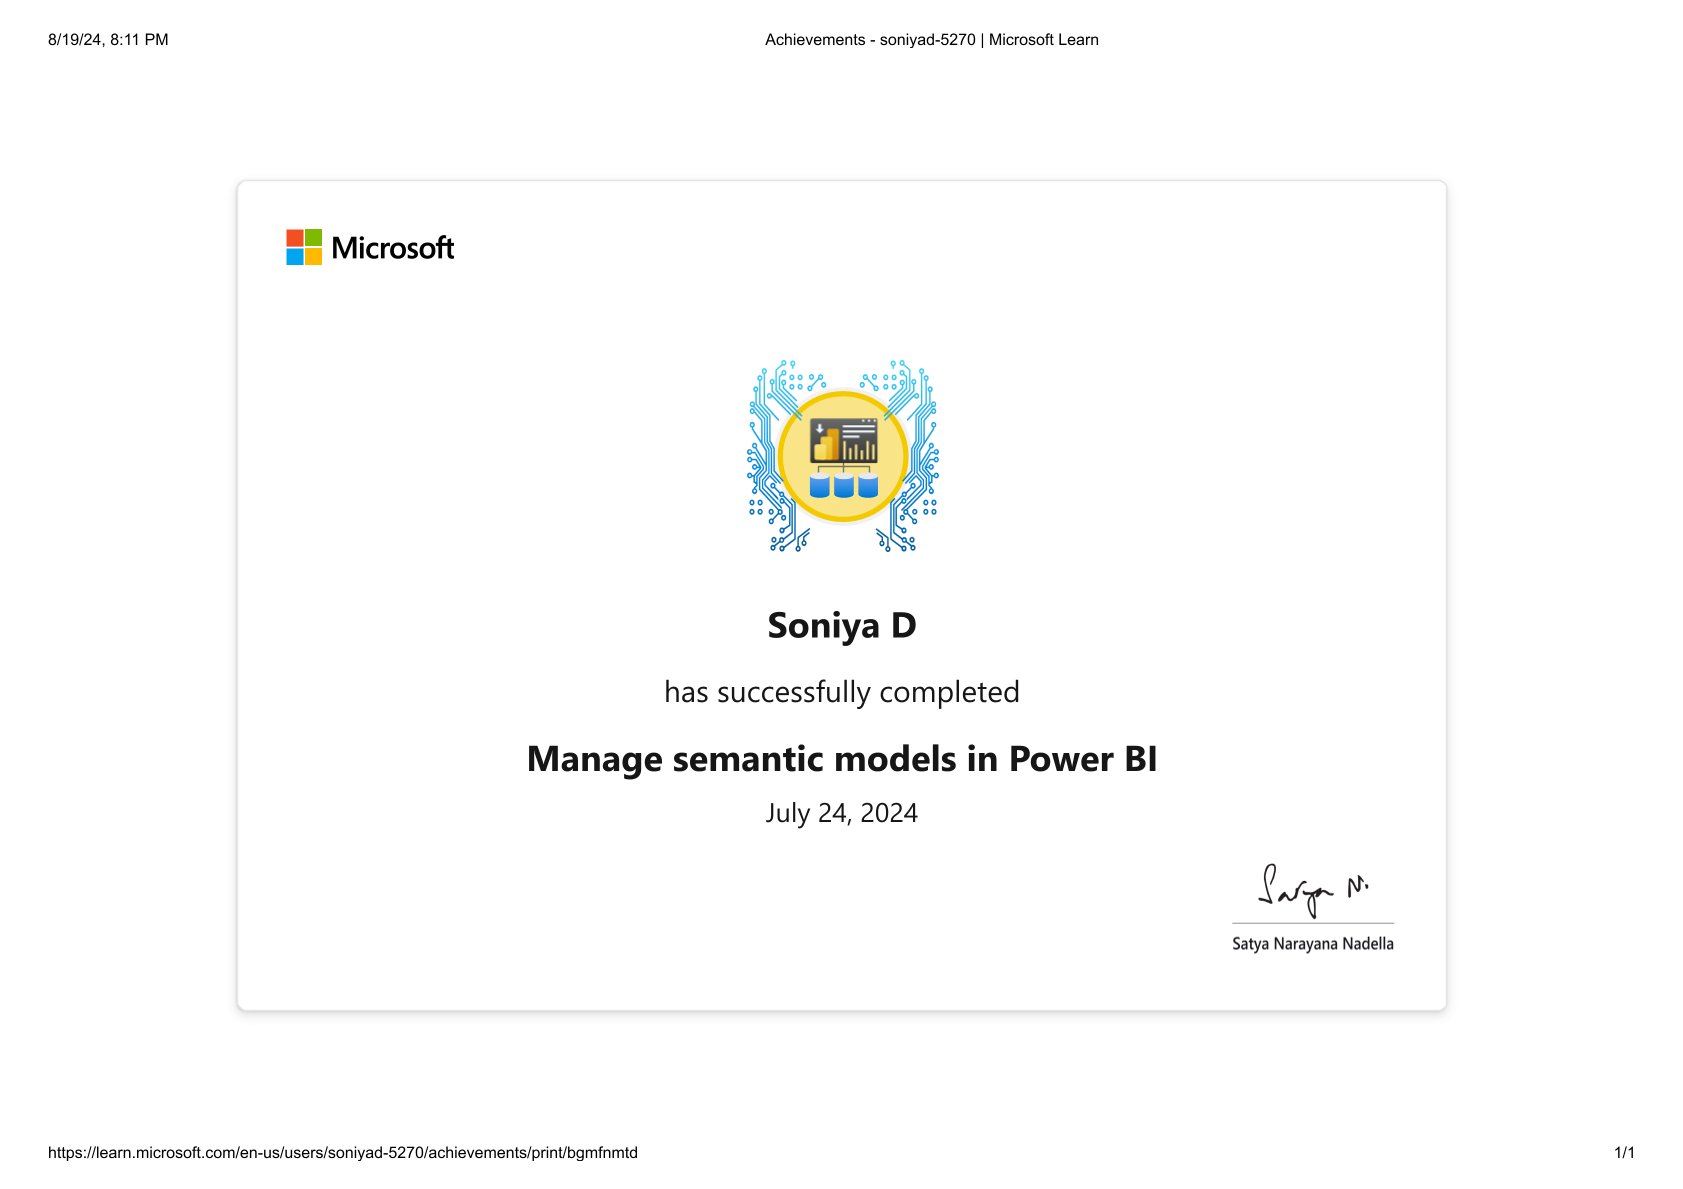 8/19/24, 8:11 PM
Achievements - soniyad-5270 | Microsoft Learn
Microsoft
Soniya D
has successfully completed
Manage semantic models in Power BI
July 24, 2024
Satya N.
Satya Narayana Nadella
https://learn.microsoft.com/en-us/users/soniyad-5270/achievements/print/bgmfnmtd
1/1